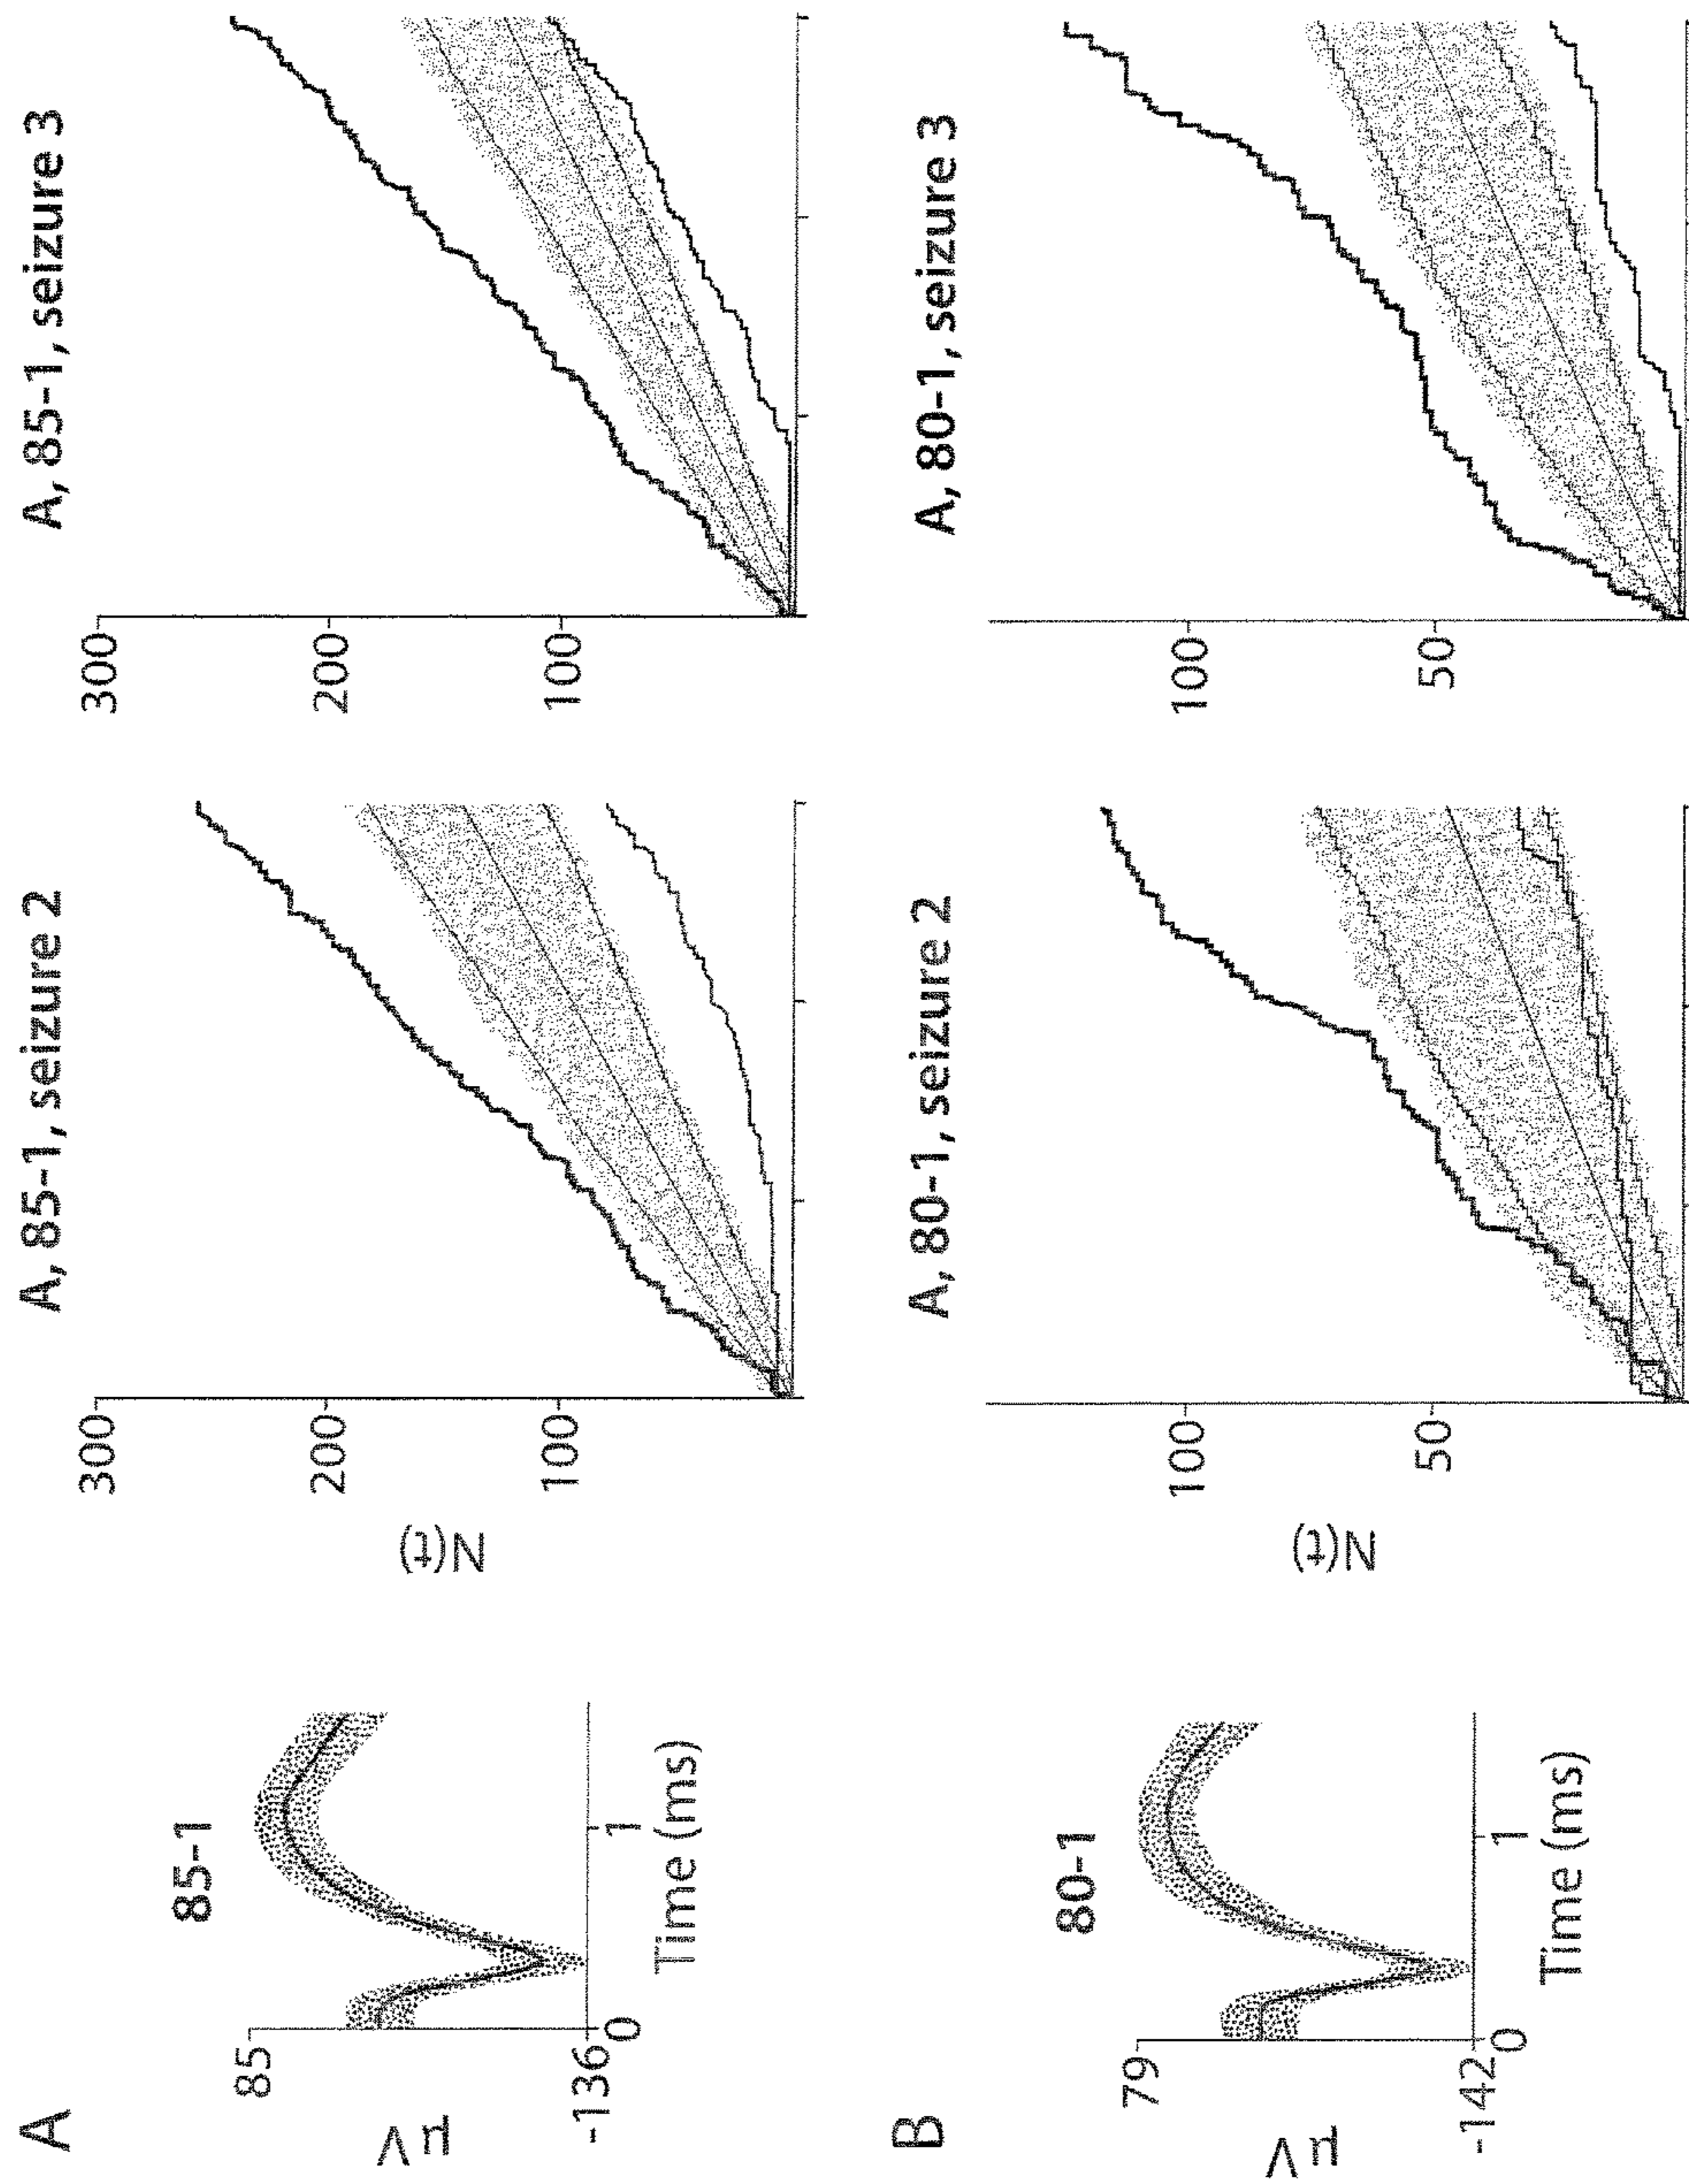 A
85-1
85
μV
-136
0
1
Time (ms)
A, 85-1, seizure 2
300
200
100
N(t)
A, 85-1, seizure 3
300
200
100
B
80-1
79
μV
-142
0
1
Time (ms)
A, 80-1, seizure 2
100
50
N(t)
A, 80-1, seizure 3
100
50